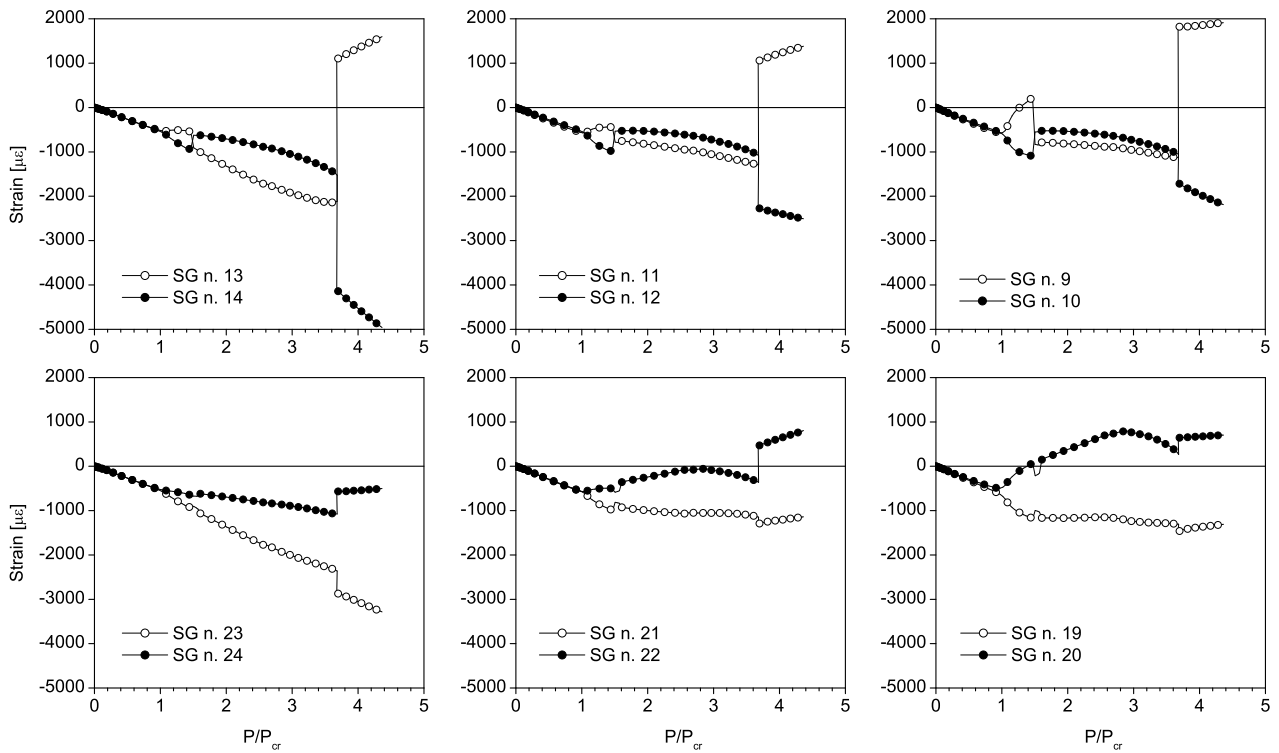 2000
1000
0
-1000
-2000
-3000
-4000
-5000
Strain [με]
SG n. 13
SG n. 14
0 1 2 3 4 5
2000
1000
0
-1000
-2000
-3000
-4000
-5000
SG n. 11
SG n. 12
0 1 2 3 4 5
2000
1000
0
-1000
-2000
-3000
-4000
-5000
SG n. 9
SG n. 10
0 1 2 3 4 5
2000
1000
0
-1000
-2000
-3000
-4000
-5000
Strain [με]
SG n. 23
SG n. 24
0 1 2 3 4 5
P/Pcr
2000
1000
0
-1000
-2000
-3000
-4000
-5000
SG n. 21
SG n. 22
0 1 2 3 4 5
P/Pcr
2000
1000
0
-1000
-2000
-3000
-4000
-5000
SG n. 19
SG n. 20
0 1 2 3 4 5
P/Pcr